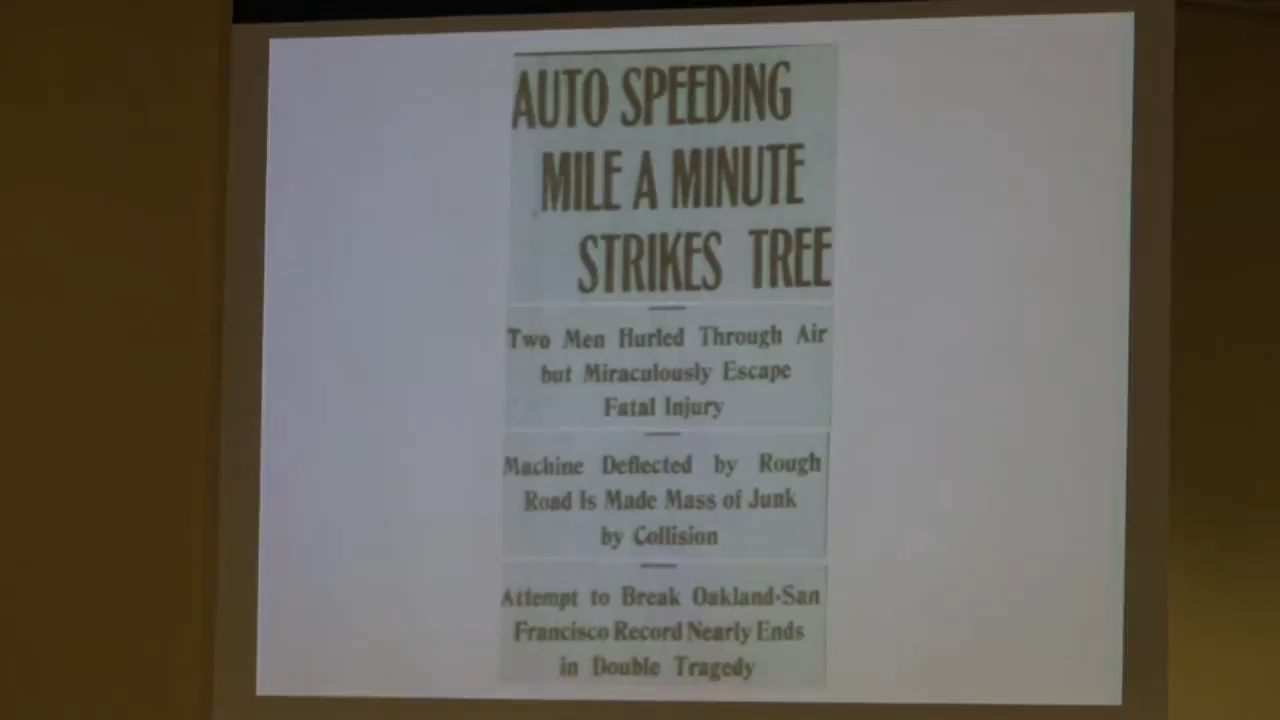 AUTO SPEEDING
MILE A MINUTE
STRIKES TREE
Two Men Hurled Through Air
but Miraculously Escape
Fatal Injury
Machine Deflected by Rough
Road Is Made Mass of Junk
by Collision
Attempt to Break Oakland-San
Francisco Record Nearly Ends
in Double Tragedy